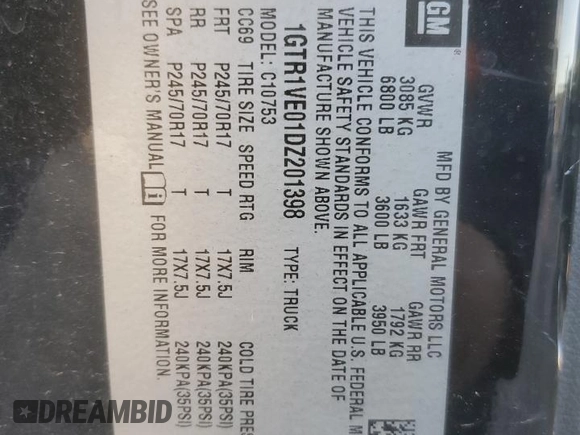 GM ®
MFD BY GENERAL MOTORS LLC
GVWR GAWR FRT GAWR RR
3085 KG 1633 KG 1792 KG
6800 LB 3600 LB 3950 LB
THIS VEHICLE CONFORMS TO ALL APPLICABLE U.S. FEDERAL M
VEHICLE SAFETY STANDARDS IN EFFECT ON THE DATE OF
MANUFACTURE SHOWN ABOVE.
1GTR1VE01DZ201398 TYPE: TRUCK
MODEL: C10753
CC69 TIRE SIZE SPEED RTG RIM COLD TIRE PRES
FRT P245/70R17 T 17X7.5J 240KPA(35PSI)
RR P245/70R17 T 17X7.5J 240KPA(35PSI)
SPA P245/70R17 T 17X7.5J 240KPA(35PSI)
SEE OWNER'S MANUAL FOR MORE INFORMATION.
DREAMBID